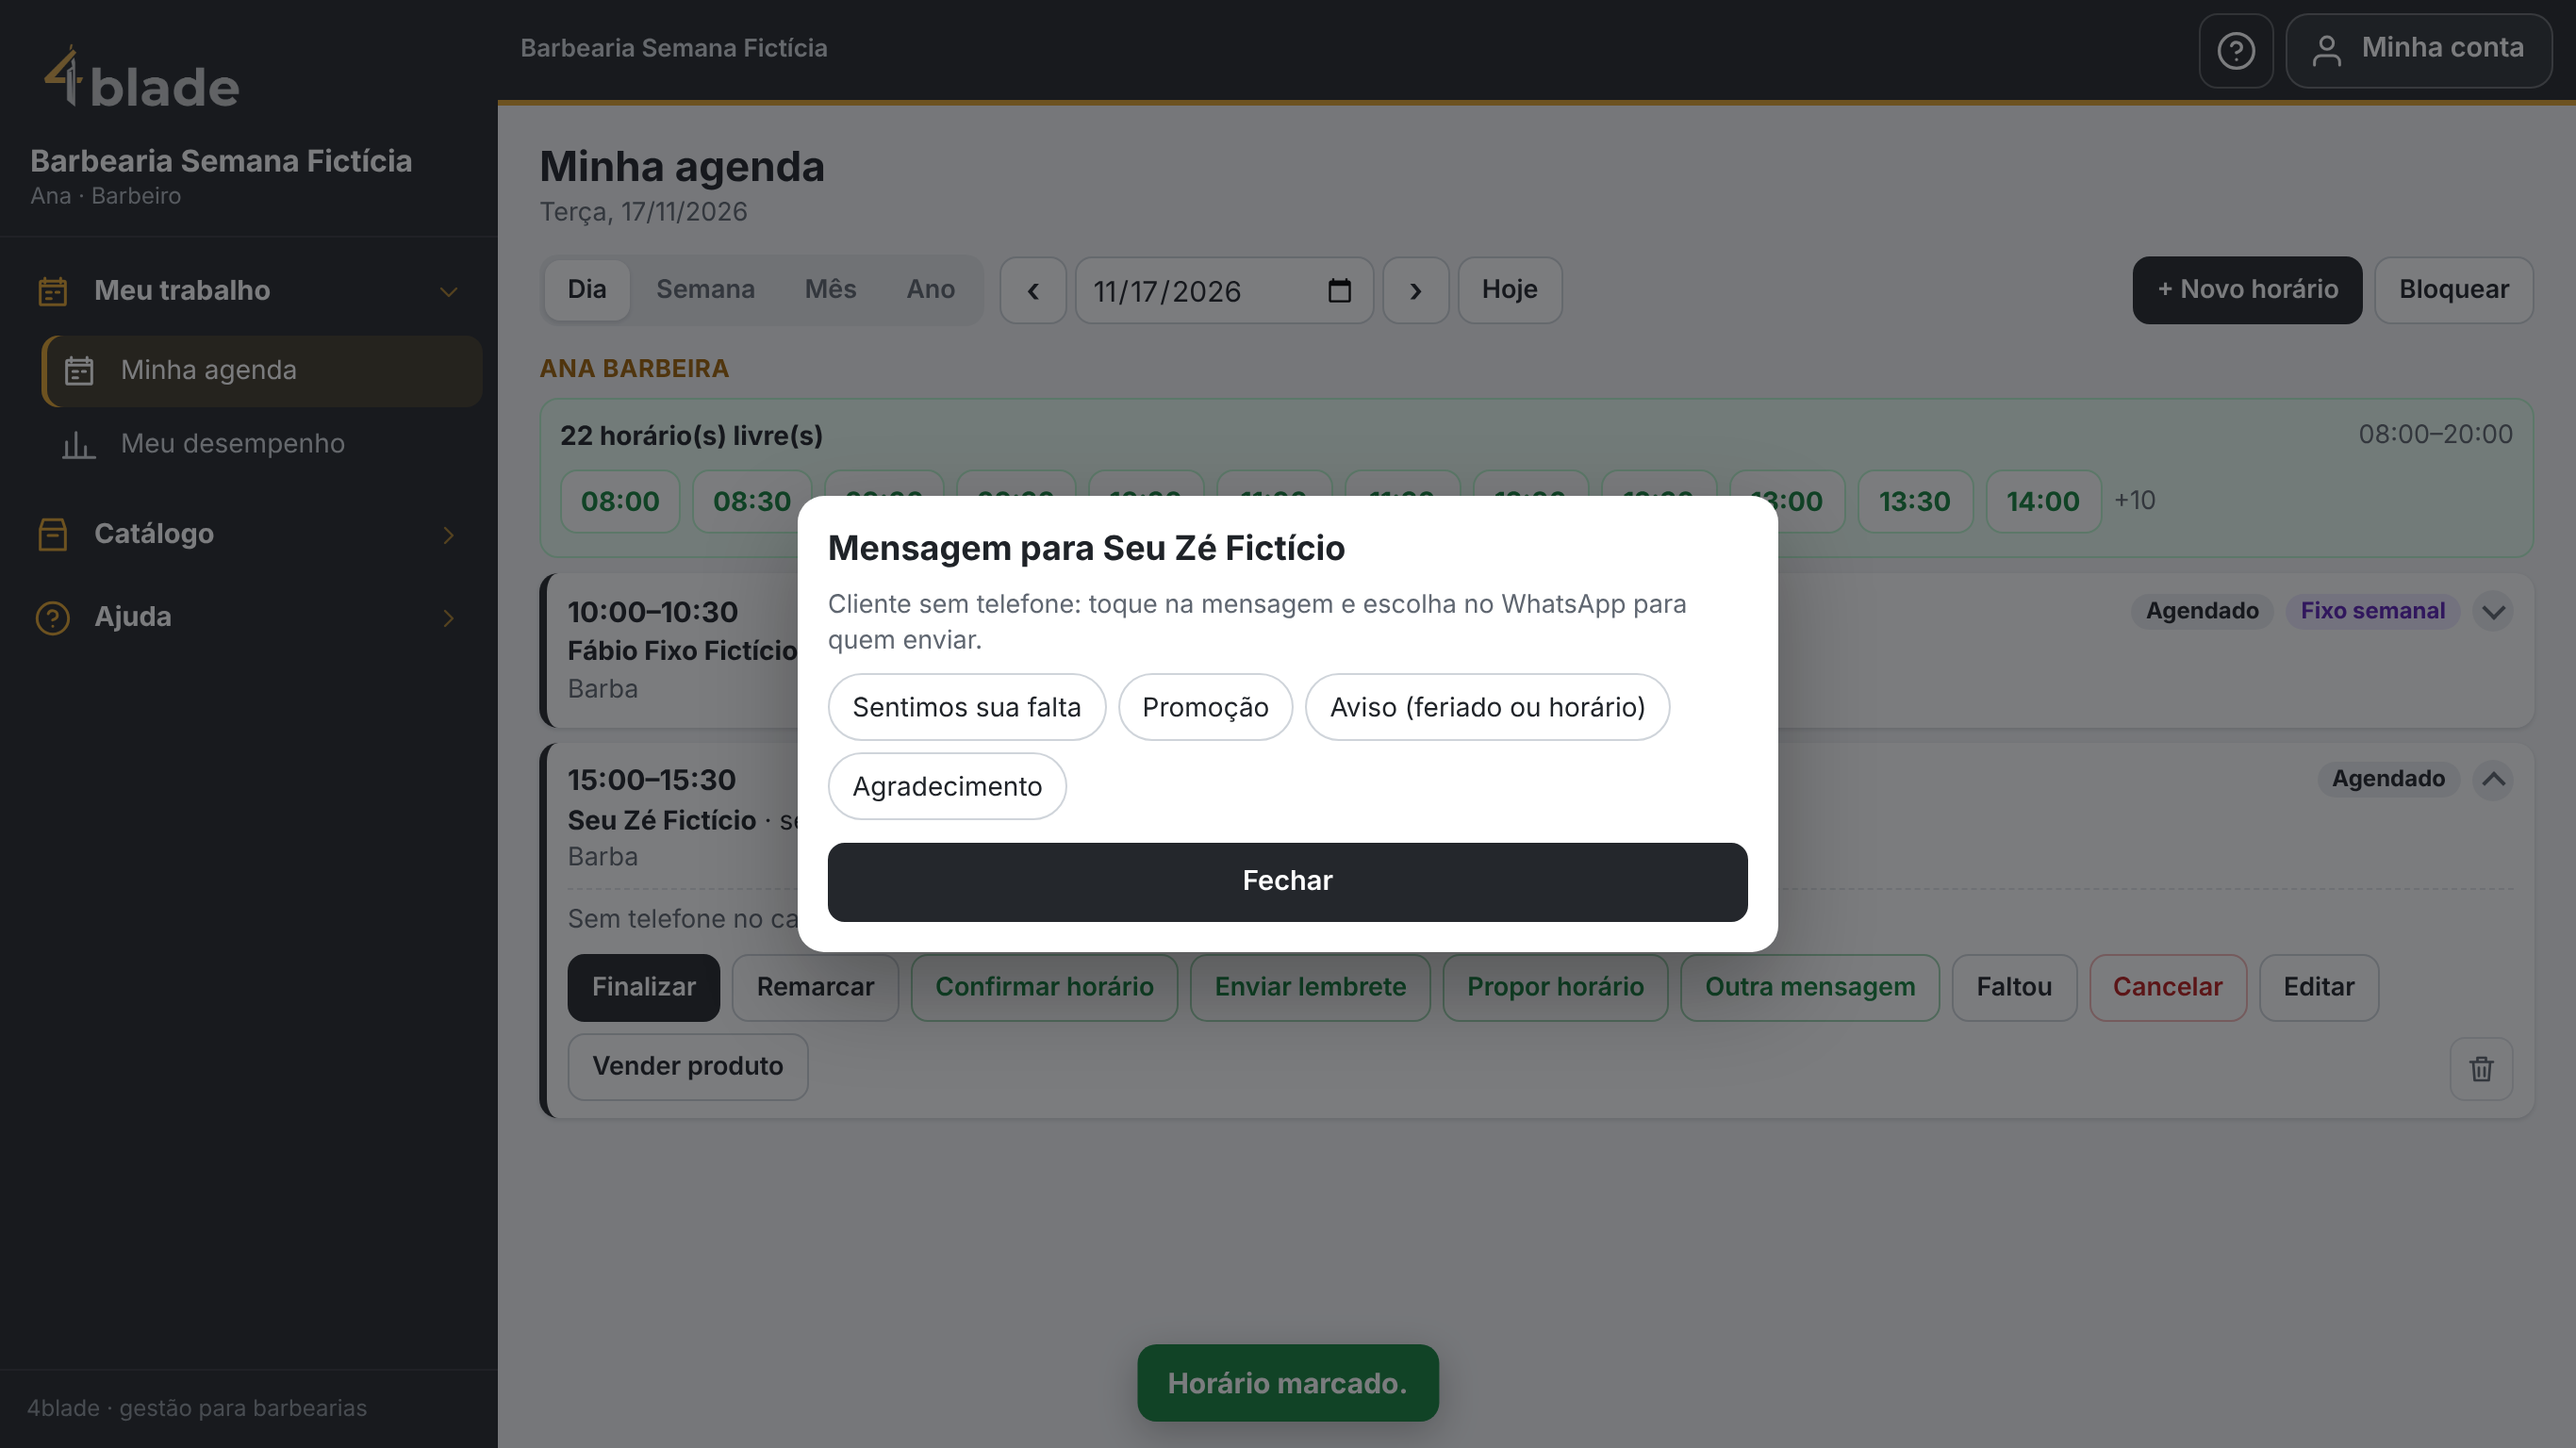 4blade
Barbearia Semana Fictícia
Ana · Barbeiro
Meu trabalho
Minha agenda
Meu desempenho
Catálogo
Ajuda
4blade · gestão para barbearias
Barbearia Semana Fictícia
Minha conta
Minha agenda
Terça, 17/11/2026
Dia Semana Mês Ano
11/17/2026
Hoje
+ Novo horário
Bloquear
ANA BARBEIRA
22 horário(s) livre(s)
08:00–20:00
08:00 08:30 13:30 14:00 +10
10:00–10:30
Fábio Fixo Fictício
Barba
Agendado
Fixo semanal
15:00–15:30
Seu Zé Fictício ·
Barba
Agendado
Sem telefone no
Finalizar Remarcar Confirmar horário Enviar lembrete Propor horário Outra mensagem Faltou Cancelar Editar
Vender produto
Mensagem para Seu Zé Fictício
Cliente sem telefone: toque na mensagem e escolha no WhatsApp para
quem enviar.
Sentimos sua falta Promoção Aviso (feriado ou horário)
Agradecimento
Fechar
Horário marcado.